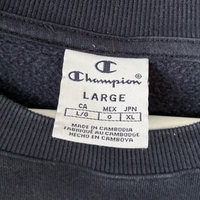 Champion
LARGE
CA MEX JPN
L/G G XL
MADE IN CAMBODIA
FABRIQUÉ AU CAMBODGE
HECHO EN CAMBOYA